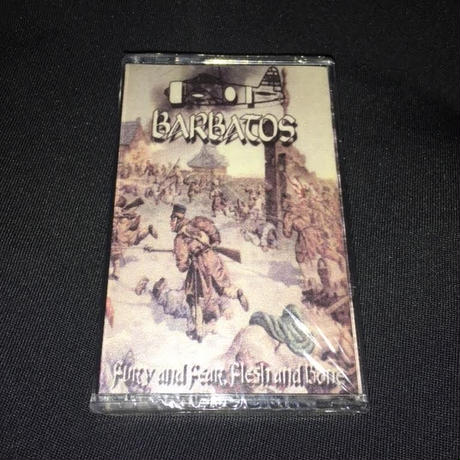 BARBATOS
Fury and Fear, Flesh and Bone